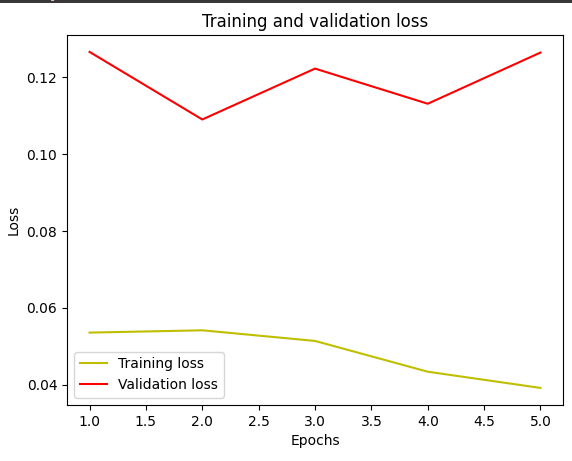 Training and validation loss
0.12
0.10
0.08
0.06
0.04
Loss
Training loss
Validation loss
1.0 1.5 2.0 2.5 3.0 3.5 4.0 4.5 5.0
Epochs